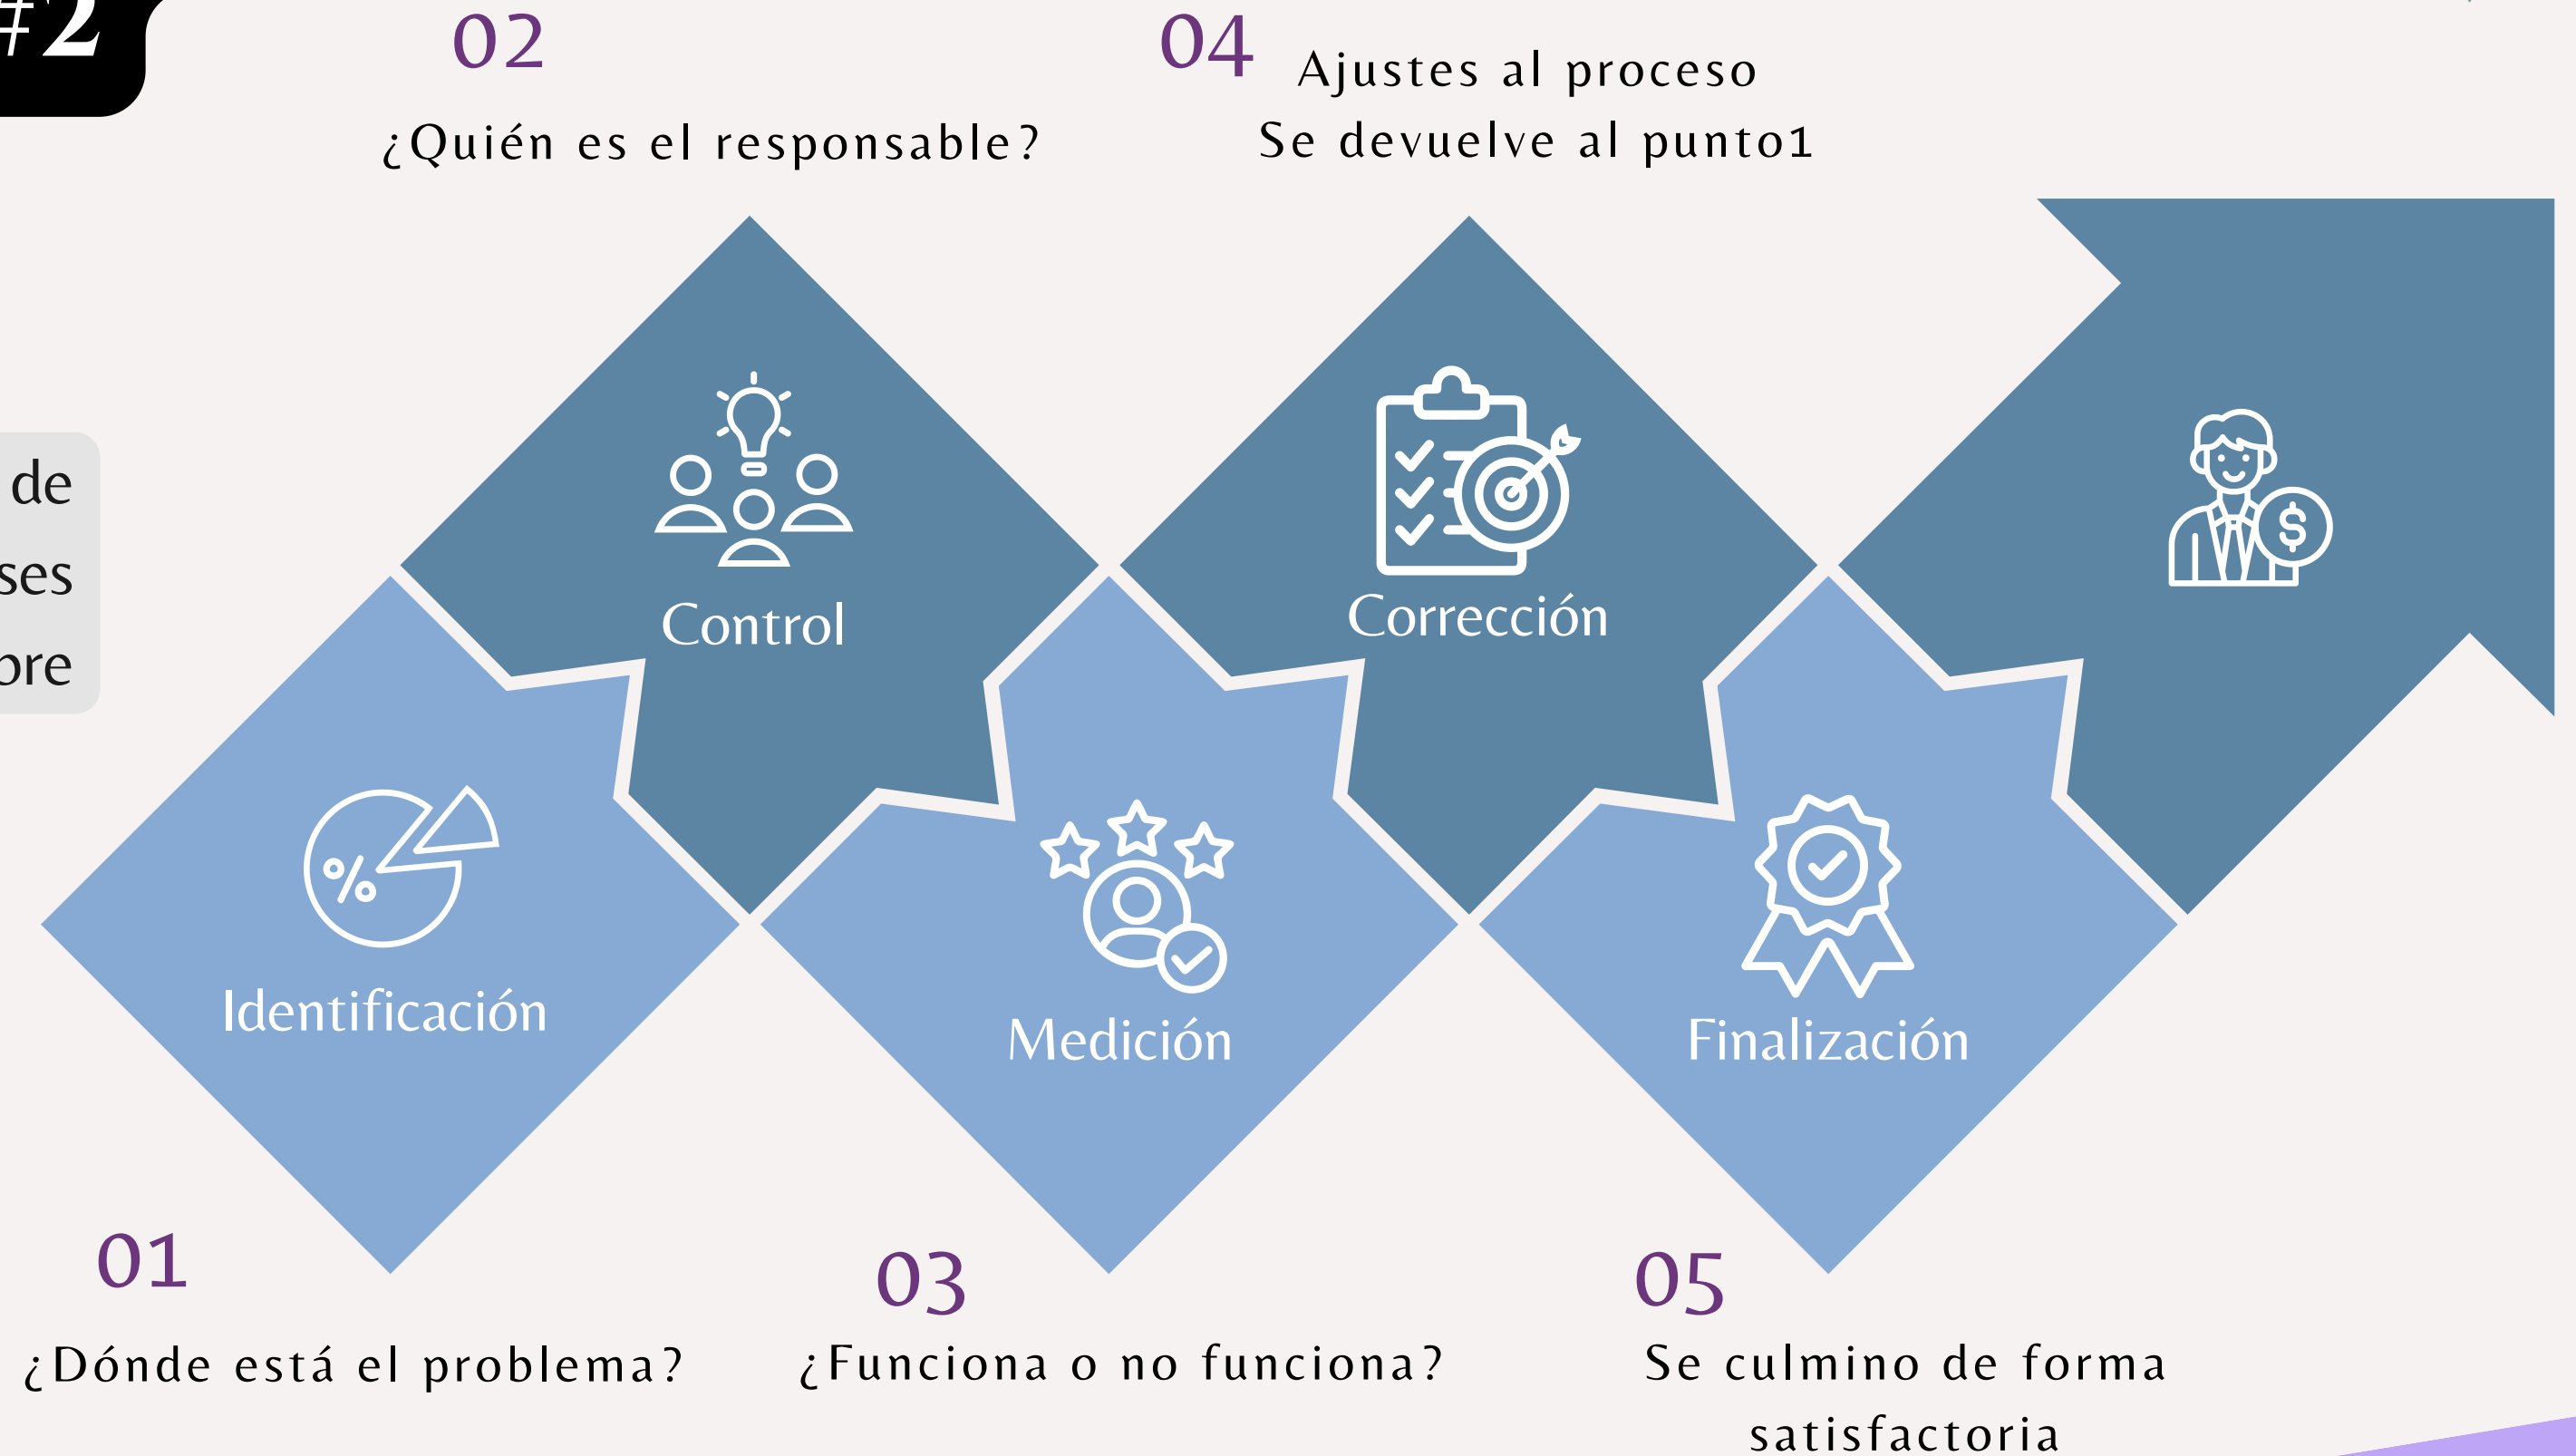 #2
02
¿Quién es el responsable?
04
Ajustes al proceso
Se devuelve al punto1
de
Control
Corrección
$
%
Identificación
Medición
Finalización
01
¿Dónde está el problema?
03
¿Funciona o no funciona?
05
Se culmino de forma
satisfactoria